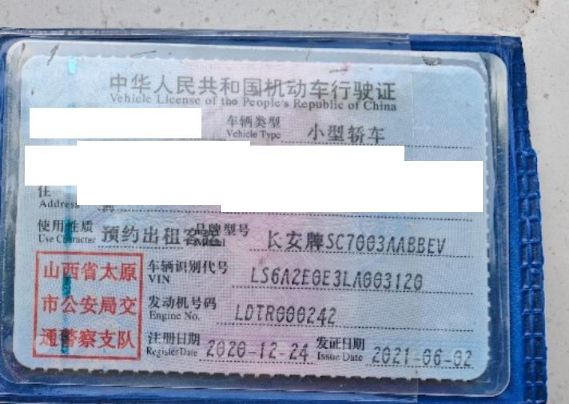 中华人民共和国机动车行驶证
Vehicle License of the People's Republic of China
车辆类型 小型轿车
Vehicle Type
住
Address
使用性质 预约出租客运 品牌型号 长安牌SC7003AABBEV
Use Character
山西省太原
市公安局交
通警察支队
车辆识别代号 LS6A2E0E3LA003120
VIN
发动机号码 LDTR000242
Engine No.
注册日期 2020-12-24 发证日期 2021-06-02
Register Date Issue Date